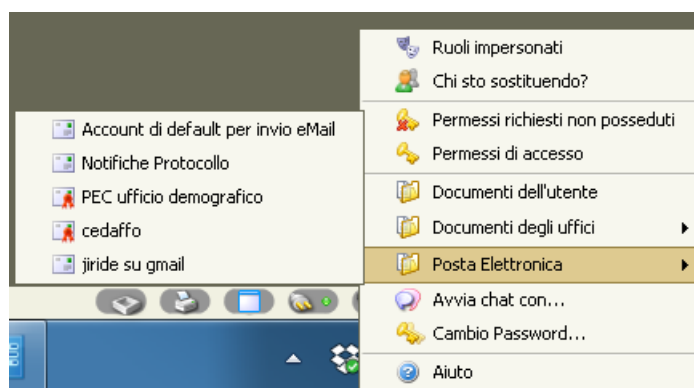 Ruoli impersonati
Chi sto sostituendo?
Permessi richiesti non posseduti
Permessi di accesso
Documenti dell'utente
Documenti degli uffici
Posta Elettronica
Avvia chat con...
Cambio Password...
Aiuto
Account di default per invio eMail
Notifiche Protocollo
PEC ufficio demografico
cedaffo
jiride su gmail